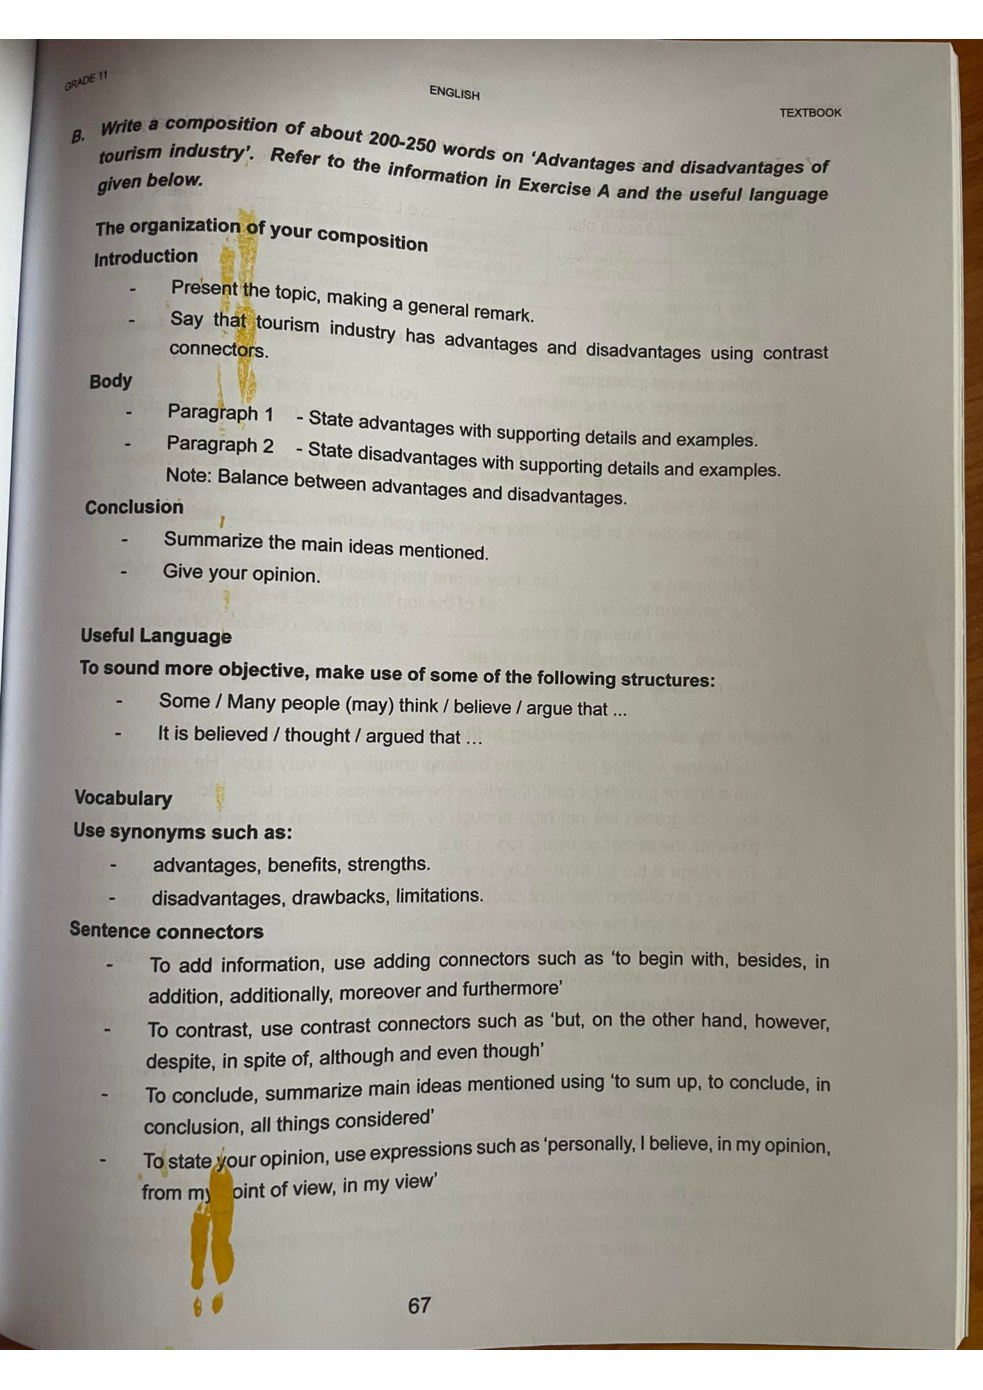 GRADE 11
ENGLISH
TEXTBOOK
B. Write a composition of about 200-250 words on ‘Advantages and disadvantages of
tourism industry’. Refer to the information in Exercise A and the useful language
given below.
The organization of your composition
Introduction
- Present the topic, making a general remark.
- Say that tourism industry has advantages and disadvantages using contrast
connectors.
Body
- Paragraph 1 - State advantages with supporting details and examples.
- Paragraph 2 - State disadvantages with supporting details and examples.
Note: Balance between advantages and disadvantages.
Conclusion
- Summarize the main ideas mentioned.
- Give your opinion.
Useful Language
To sound more objective, make use of some of the following structures:
- Some / Many people (may) think / believe / argue that ...
- It is believed / thought / argued that ...
Vocabulary
Use synonyms such as:
- advantages, benefits, strengths.
- disadvantages, drawbacks, limitations.
Sentence connectors
- To add information, use adding connectors such as ‘to begin with, besides, in
addition, additionally, moreover and furthermore’
- To contrast, use contrast connectors such as ‘but, on the other hand, however,
despite, in spite of, although and even though’
- To conclude, summarize main ideas mentioned using ‘to sum up, to conclude, in
conclusion, all things considered’
- To state your opinion, use expressions such as ‘personally, I believe, in my opinion,
from my oint of view, in my view’
67